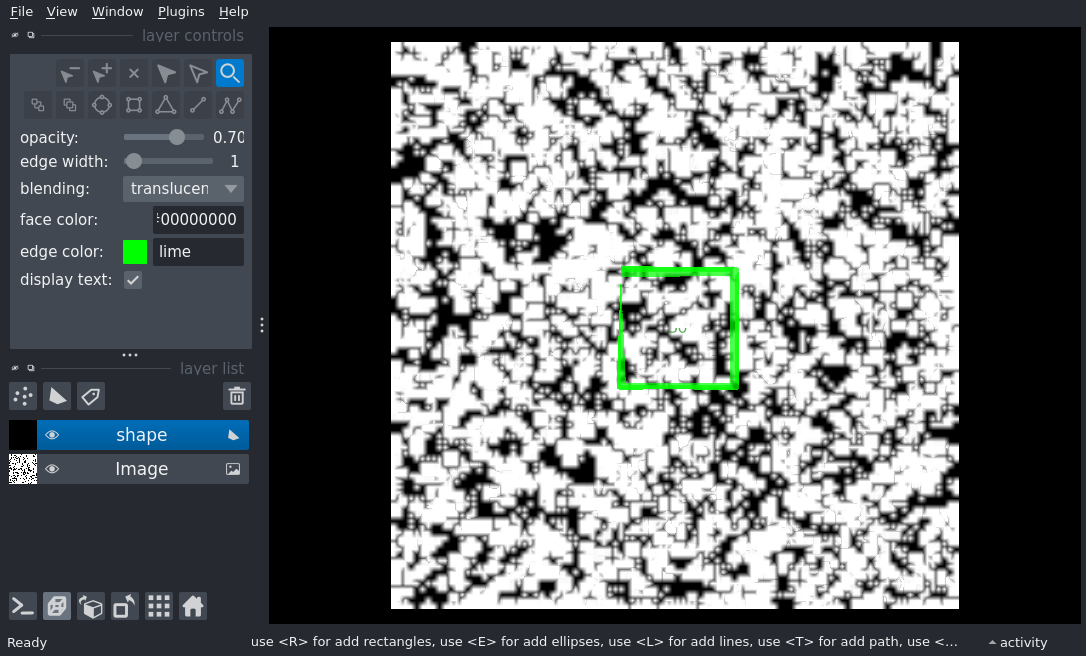 File View Window Plugins Help
layer controls
opacity: 0.70
edge width: 1
blending: translucen
face color: 00000000
edge color: lime
display text:
layer list
shape
Image
Ready use <R> for add rectangles, use <E> for add ellipses, use <L> for add lines, use <T> for add path, use <... activity